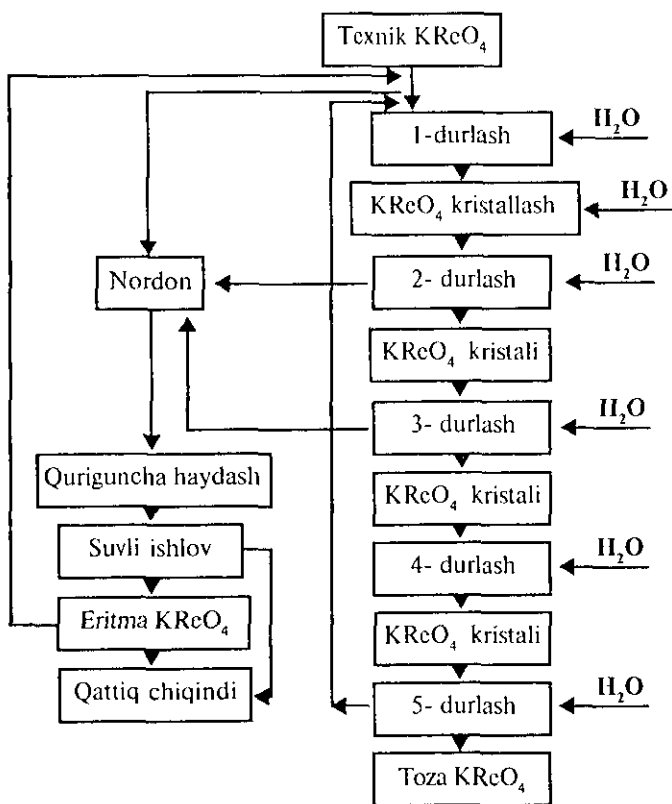 Texnik KReO₄
1-durlash
H₂O
KReO₄ kristallash
H₂O
Nordon
2- durlash
H₂O
KReO₄ kristali
3- durlash
H₂O
Quriguncha haydash
KReO₄ kristali
Suvli ishlov
4- durlash
H₂O
Eritma KReO₄
KReO₄ kristali
Qattiq chiqindi
5- durlash
H₂O
Toza KReO₄